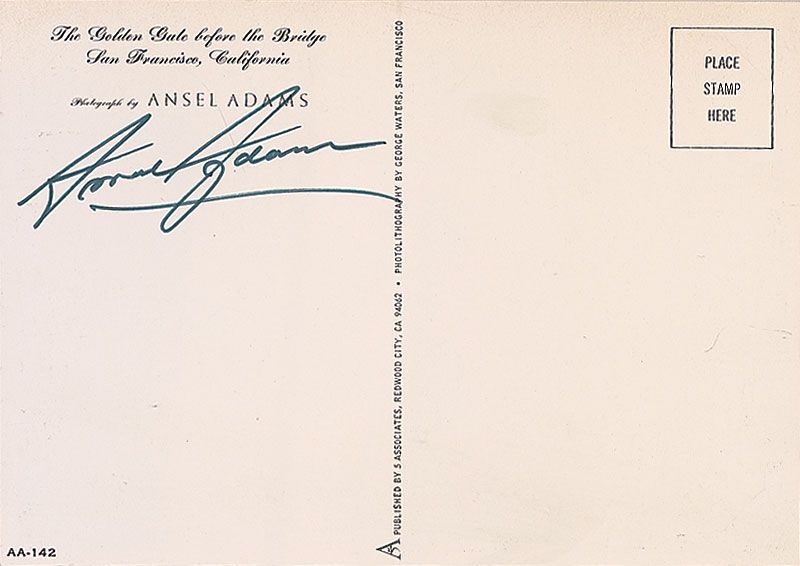 The Golden Gate before the Bridge
San Francisco, California
Photograph by ANSEL ADAMS
Ansel Adams
PUBLISHED BY 5 ASSOCIATES, REDWOOD CITY, CA 94062 • PHOTOLITHOGRAPHY BY GEORGE WATERS, SAN FRANCISCO
PLACE
STAMP
HERE
AA-142